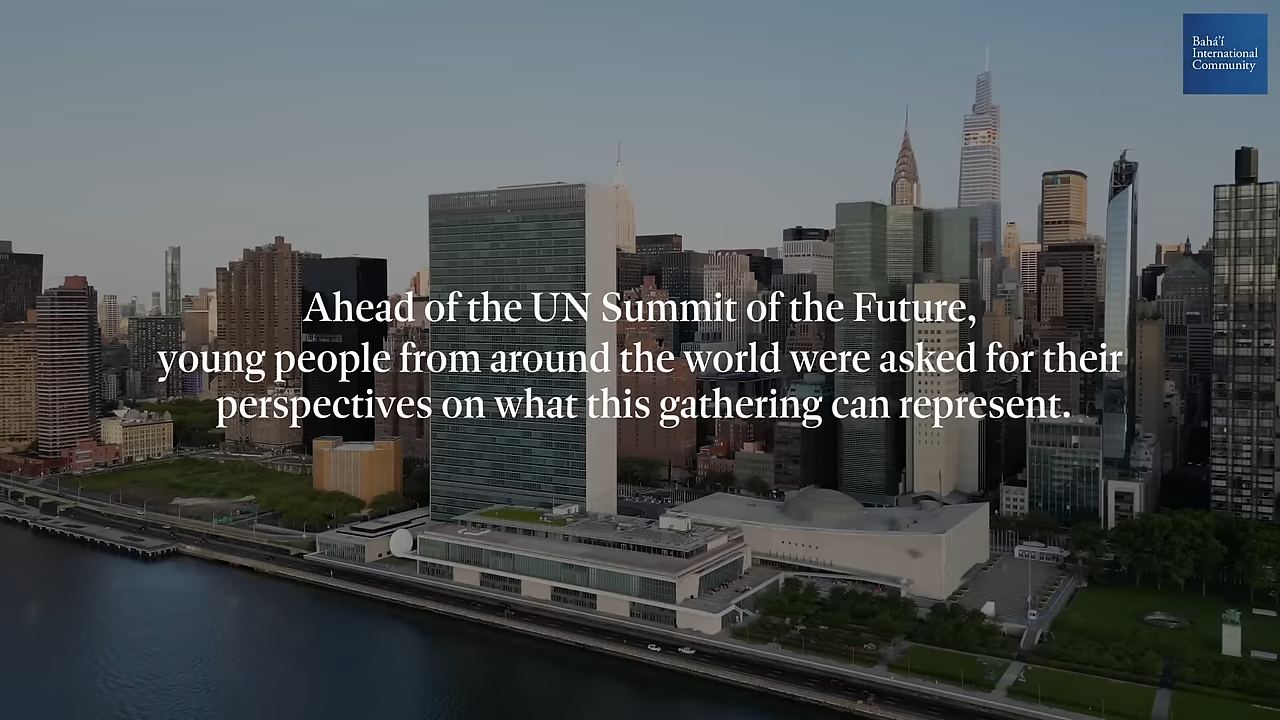 Bahá'í
International
Community
Ahead of the UN Summit of the Future,
young people from around the world were asked for their
perspectives on what this gathering can represent.